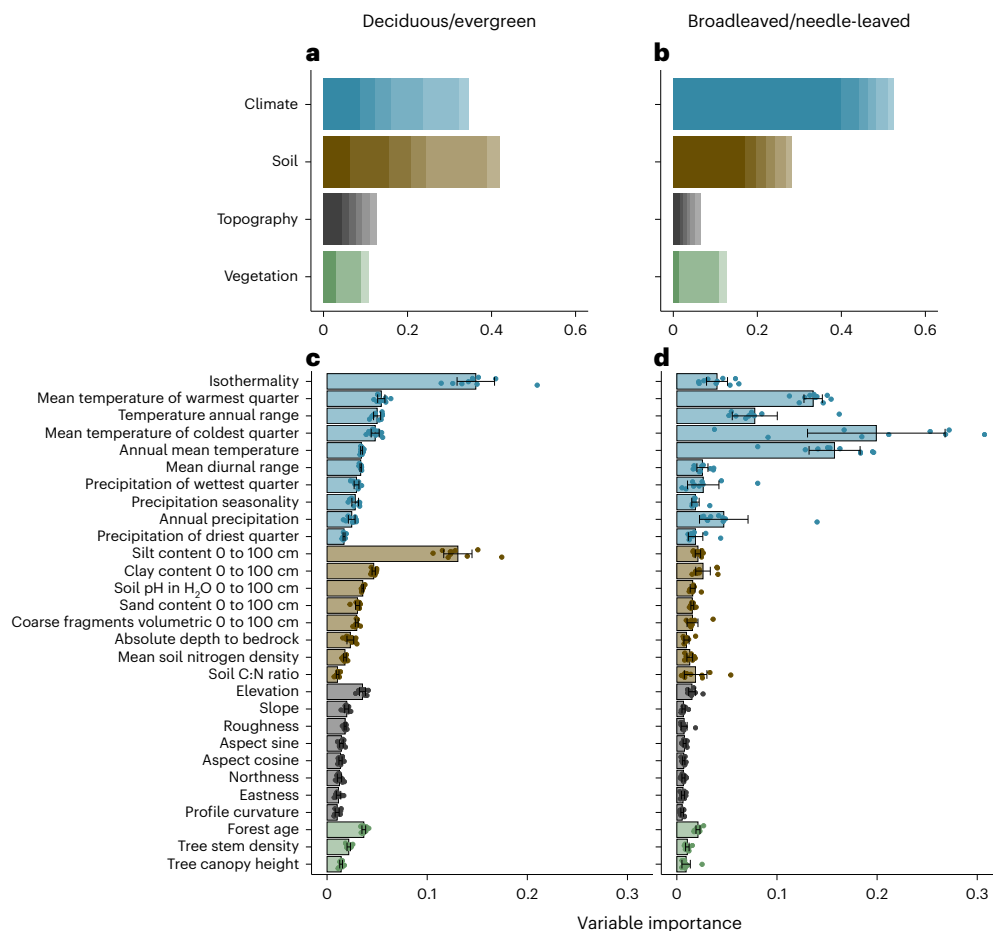 Deciduous/evergreen
Broadleaved/needle-leaved
a
b
Climate
Soil
Topography
Vegetation
0 0.2 0.4 0.6
0 0.2 0.4 0.6
c
d
Isothermality
Mean temperature of warmest quarter
Temperature annual range
Mean temperature of coldest quarter
Annual mean temperature
Mean diurnal range
Precipitation of wettest quarter
Precipitation seasonality
Annual precipitation
Precipitation of driest quarter
Silt content 0 to 100 cm
Clay content 0 to 100 cm
Soil pH in H₂O 0 to 100 cm
Sand content 0 to 100 cm
Coarse fragments volumetric 0 to 100 cm
Absolute depth to bedrock
Mean soil nitrogen density
Soil C:N ratio
Elevation
Slope
Roughness
Aspect sine
Aspect cosine
Northness
Eastness
Profile curvature
Forest age
Tree stem density
Tree canopy height
0 0.1 0.2 0.3
0 0.1 0.2 0.3
Variable importance